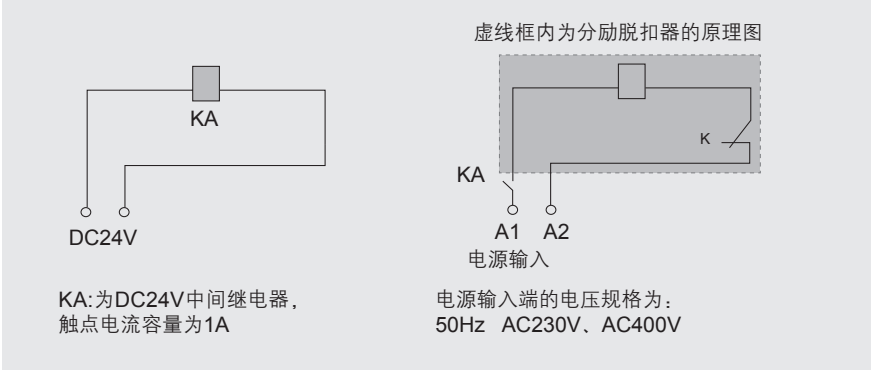 虚线框内为分励脱扣器的原理图
KA
K
KA
DC24V
A1 A2
电源输入
KA:为DC24V中间继电器,
触点电流容量为1A
电源输入端的电压规格为:
50Hz AC230V、AC400V